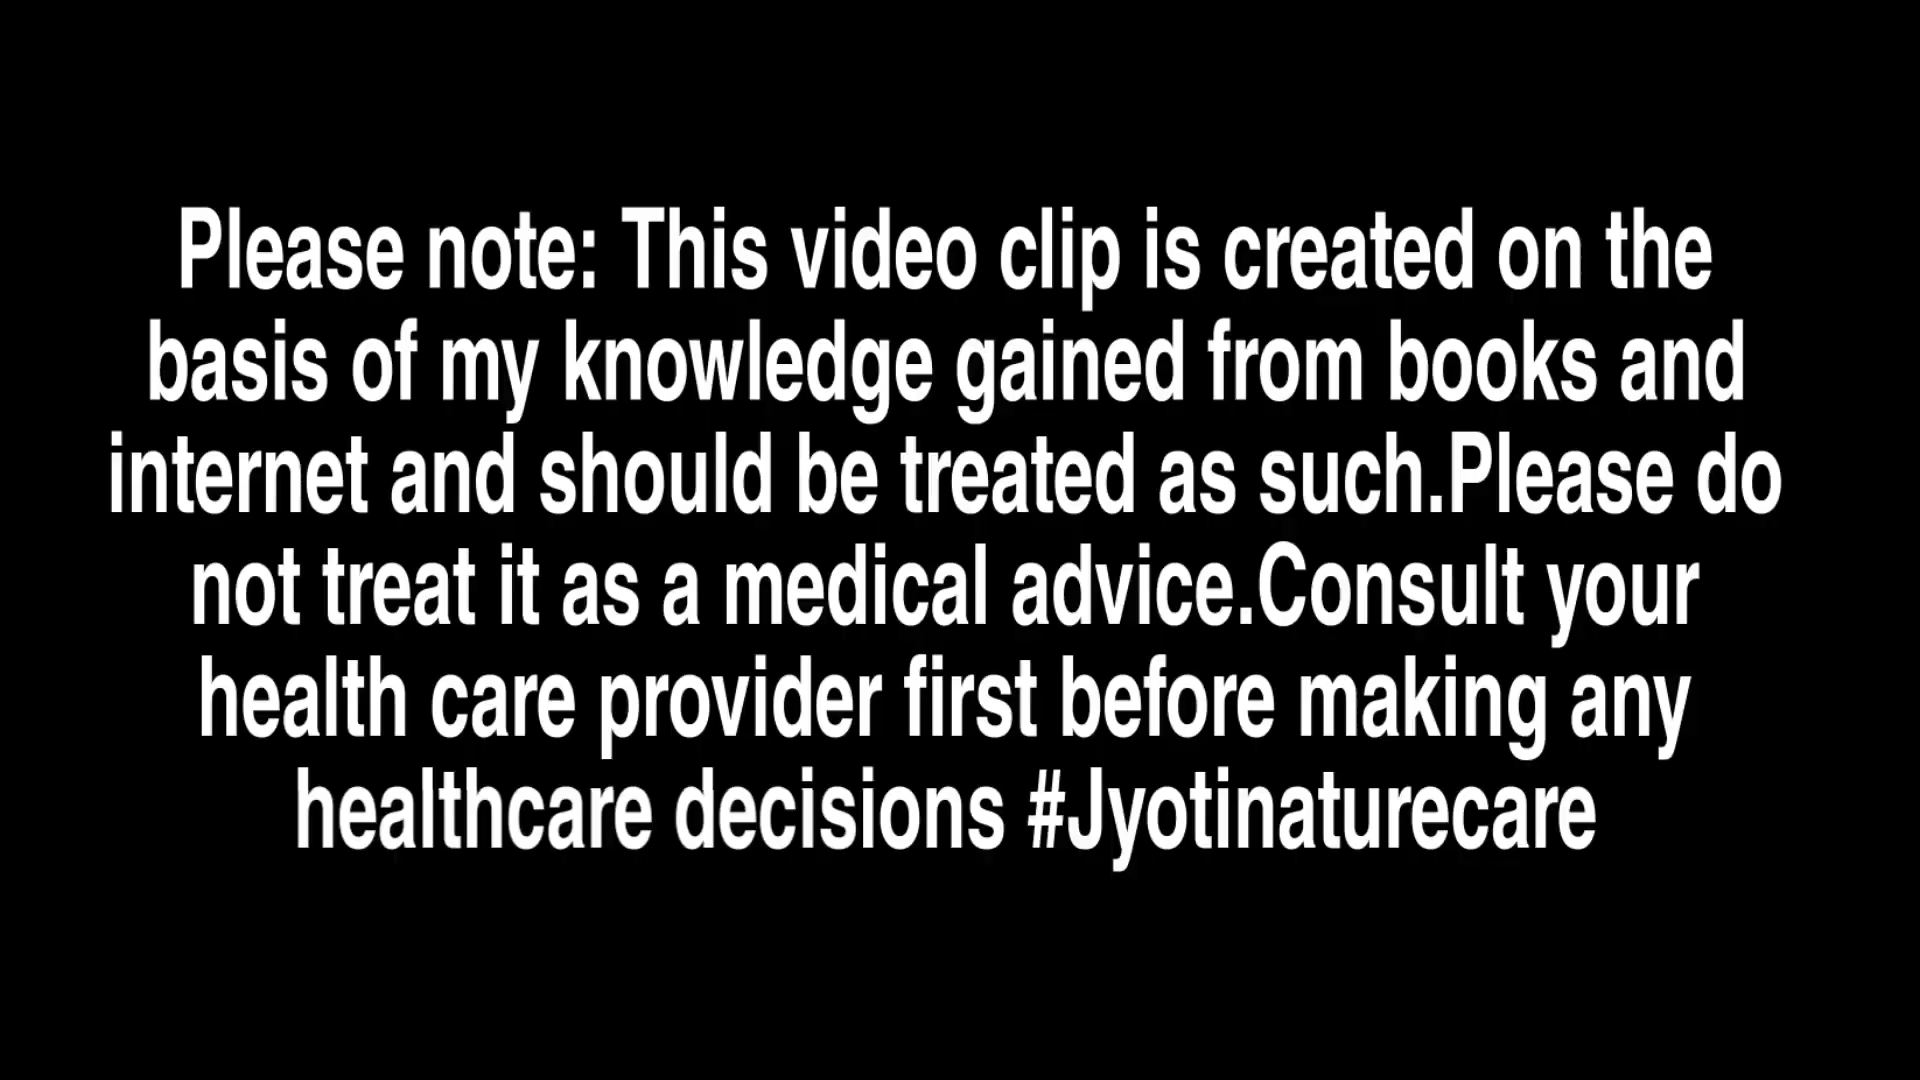 Please note: This video clip is created on the
basis of my knowledge gained from books and
internet and should be treated as such.Please do
not treat it as a medical advice.Consult your
health care provider first before making any
healthcare decisions #Jyotinaturecare